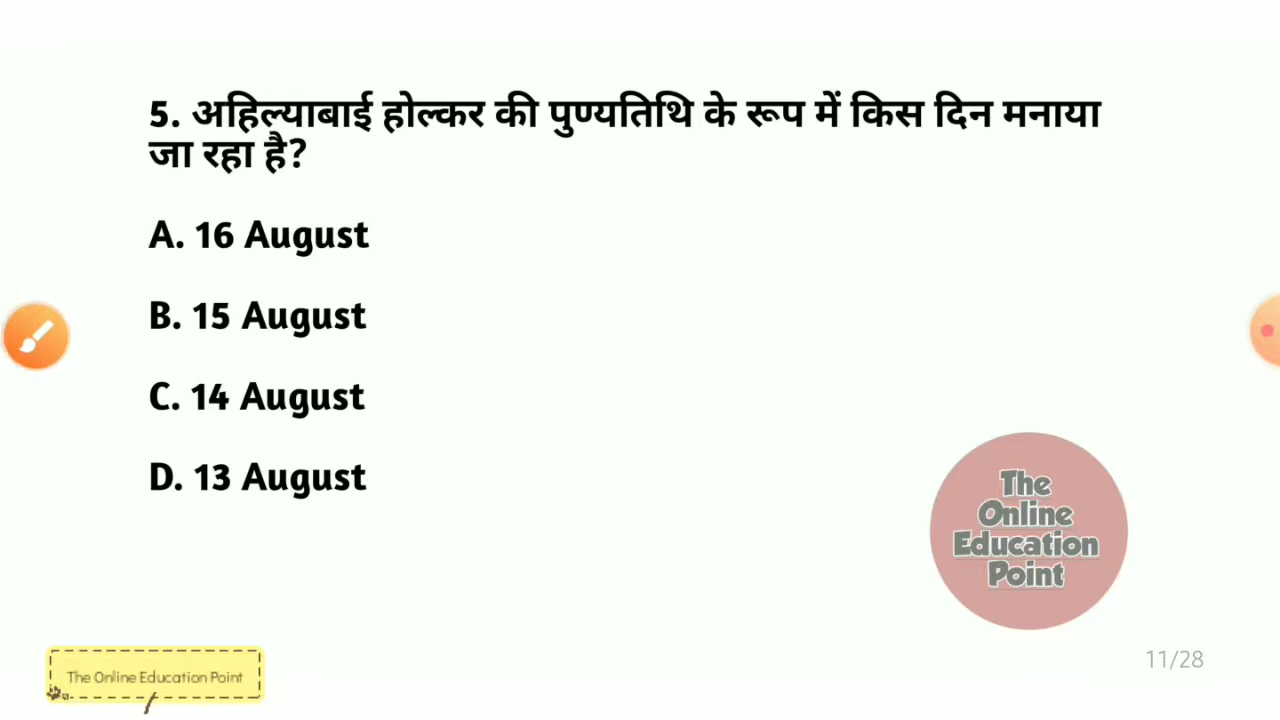 5. अहिल्याबाई होल्कर की पुण्यतिथि के रूप में किस दिन मनाया
जा रहा है?
A. 16 August
B. 15 August
C. 14 August
D. 13 August
The
Online
Education
Point
11/28
The Online Education Point